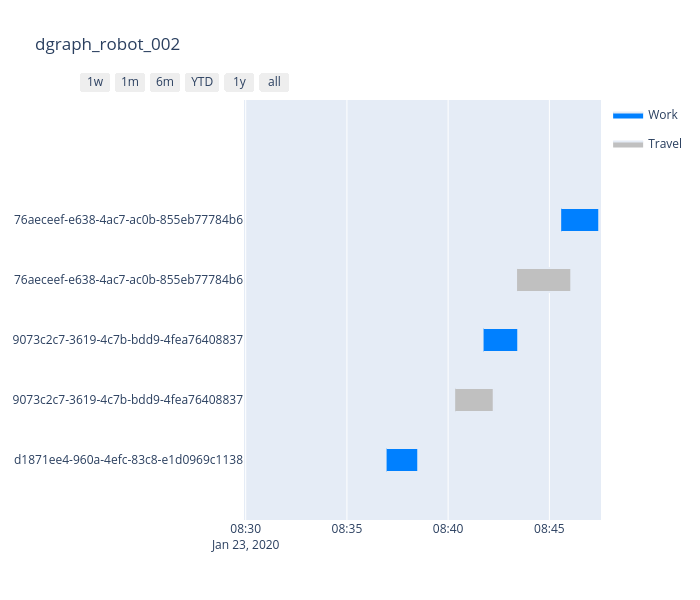 dgraph_robot_002
1w 1m 6m YTD 1y all
Work
Travel
76aeceef-e638-4ac7-ac0b-855eb77784b6
76aeceef-e638-4ac7-ac0b-855eb77784b6
9073c2c7-3619-4c7b-bdd9-4fea76408837
9073c2c7-3619-4c7b-bdd9-4fea76408837
d1871ee4-960a-4efc-83c8-e1d0969c1138
08:30 08:35 08:40 08:45
Jan 23, 2020